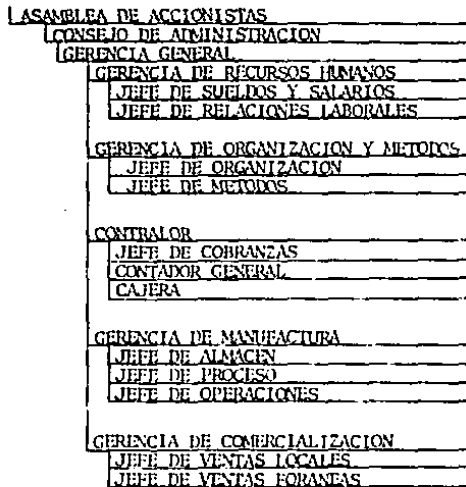 ASAMBLEA DE ACCIONISTAS
CONSEJO DE ADMINISTRACION
GERENCIA GENERAL
GERENCIA DE RECURSOS HUMANOS
JEFE DE SUELDOS Y SALARIOS
JEFE DE RELACIONES LABORALES
GERENCIA DE ORGANIZACION Y METODOS
JEFE DE ORGANIZACION
JEFE DE METODOS
CONTRALOR
JEFE DE COBRANZAS
CONTADOR GENERAL
CAJERA
GERENCIA DE MANUFACTURA
JEFE DE ALMACEN
JEFE DE PROCESO
JEFE DE OPERACIONES
GERENCIA DE COMERCIALIZACION
JEFE DE VENTAS LOCALES
JEFE DE VENTAS FORANEAS